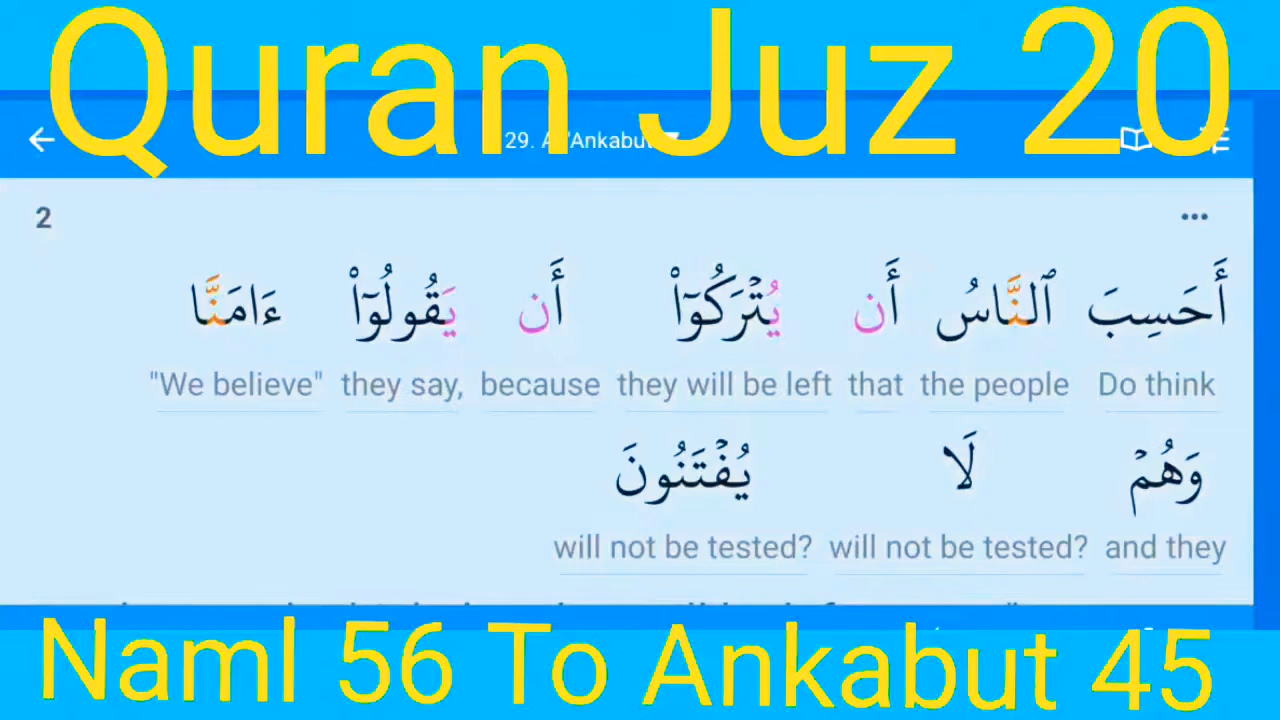 Quran Juz 20
29. Al-'Ankabut
2
أَحَسِبَ ٱلنَّاسُ أَن يُتْرَكُوٓا۟ أَن يَقُولُوٓا۟ ءَامَنَّا
"We believe" they say, because they will be left that the people Do think
وَهُمْ لَا يُفْتَنُونَ
will not be tested? will not be tested? and they
Naml 56 To Ankabut 45